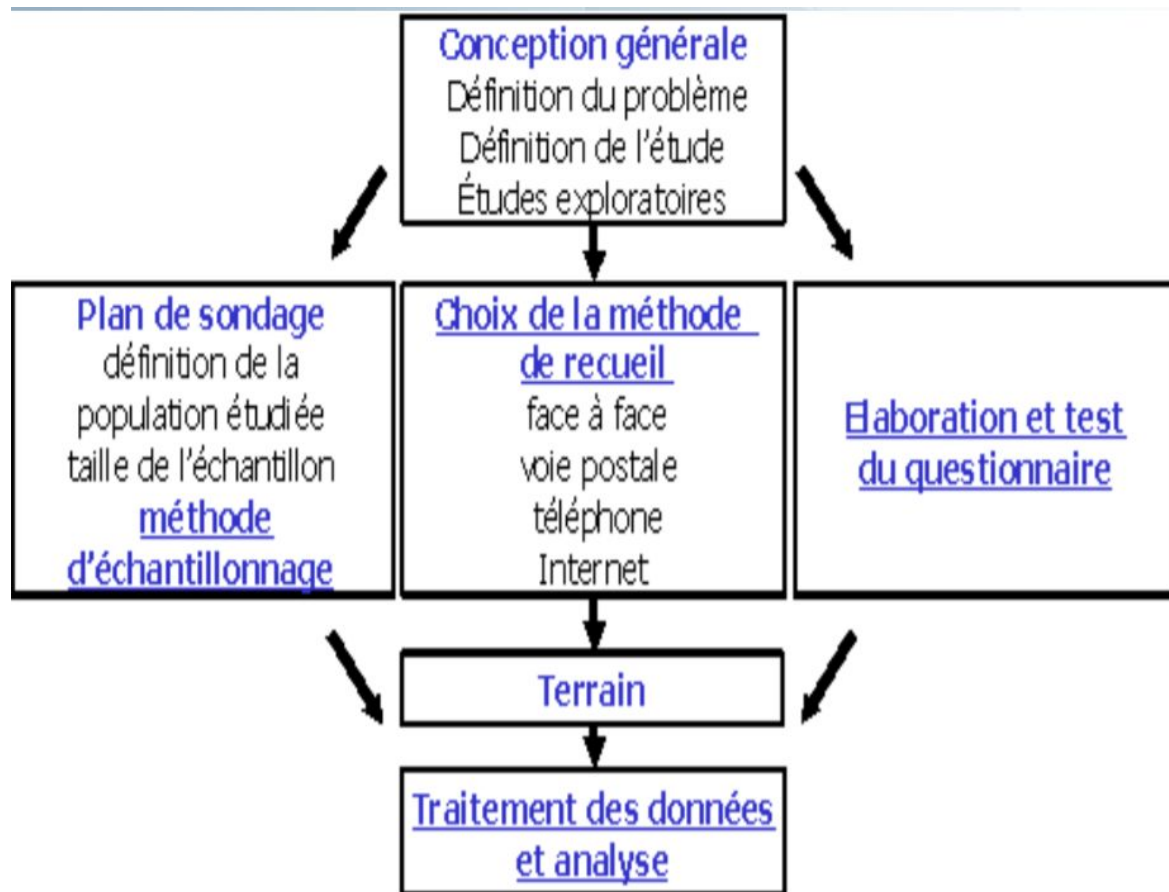 Conception générale
Définition du problème
Définition de l'étude
Études exploratoires
Plan de sondage
définition de la
population étudiée
taille de l'échantillon
méthode
d'échantillonnage
Choix de la méthode
de recueil
face à face
voie postale
téléphone
Internet
Elaboration et test
du questionnaire
Terrain
Traitement des données
et analyse